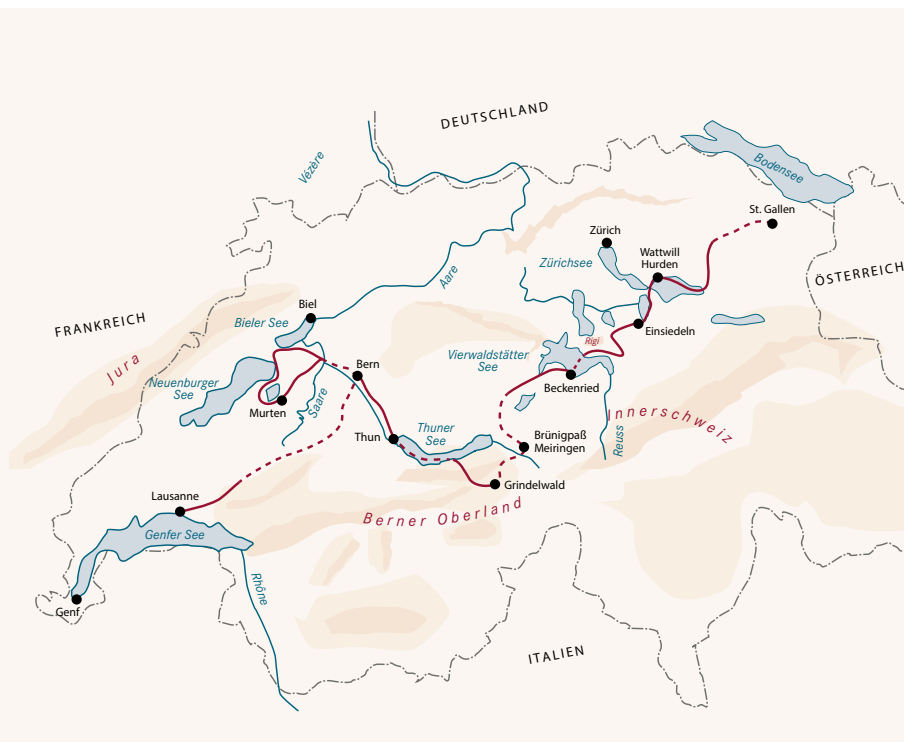 DEUTSCHLAND
Vézère
Bodensee
St. Gallen
Zürich
Wattwill
Hurden
Zürichsee
Aare
ÖSTERREICH
Biel
Bieler See
FRANKREICH
Einsiedeln
Rigi
Jura
Vierwaldstätter
See
Bern
Neuenburger
See
Beckenried
Murten
Saare
Innerschweiz
Thuner
See
Thun
Brünigpaß
Meiringen
Reuss
Grindelwald
Lausanne
Berner Oberland
Genfer See
Rhône
Genf
ITALIEN